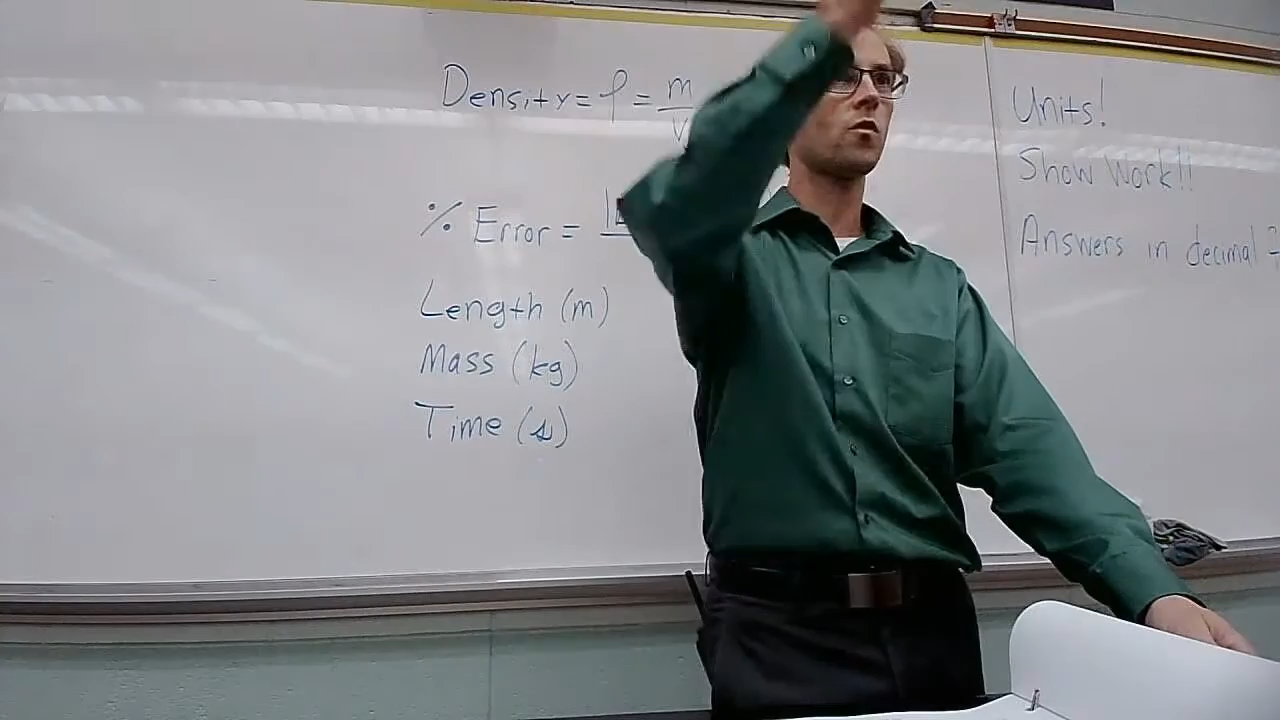 Density = ρ = m
% Error =
Length (m)
Mass (kg)
Time (s)
Units!
Show Work!!
Answers in decimal